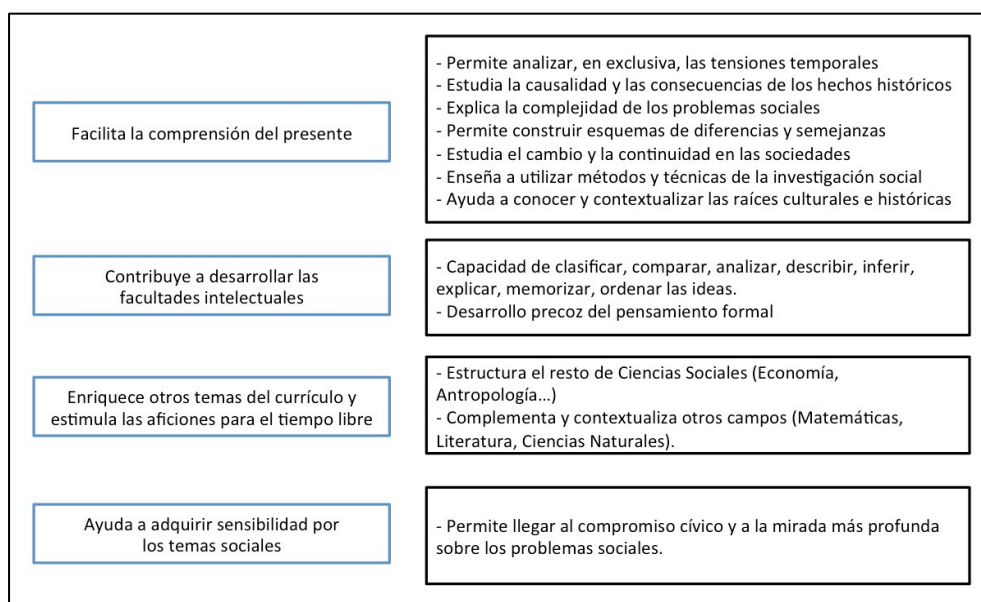 Facilita la comprensión del presente
- Permite analizar, en exclusiva, las tensiones temporales
- Estudia la causalidad y las consecuencias de los hechos históricos
- Explica la complejidad de los problemas sociales
- Permite construir esquemas de diferencias y semejanzas
- Estudia el cambio y la continuidad en las sociedades
- Enseña a utilizar métodos y técnicas de la investigación social
- Ayuda a conocer y contextualizar las raíces culturales e históricas
Contribuye a desarrollar las
facultades intelectuales
- Capacidad de clasificar, comparar, analizar, describir, inferir,
explicar, memorizar, ordenar las ideas.
- Desarrollo precoz del pensamiento formal
Enriquece otros temas del currículo y
estimula las aficiones para el tiempo libre
- Estructura el resto de Ciencias Sociales (Economía,
Antropología...)
- Complementa y contextualiza otros campos (Matemáticas,
Literatura, Ciencias Naturales).
Ayuda a adquirir sensibilidad por
los temas sociales
- Permite llegar al compromiso cívico y a la mirada más profunda
sobre los problemas sociales.